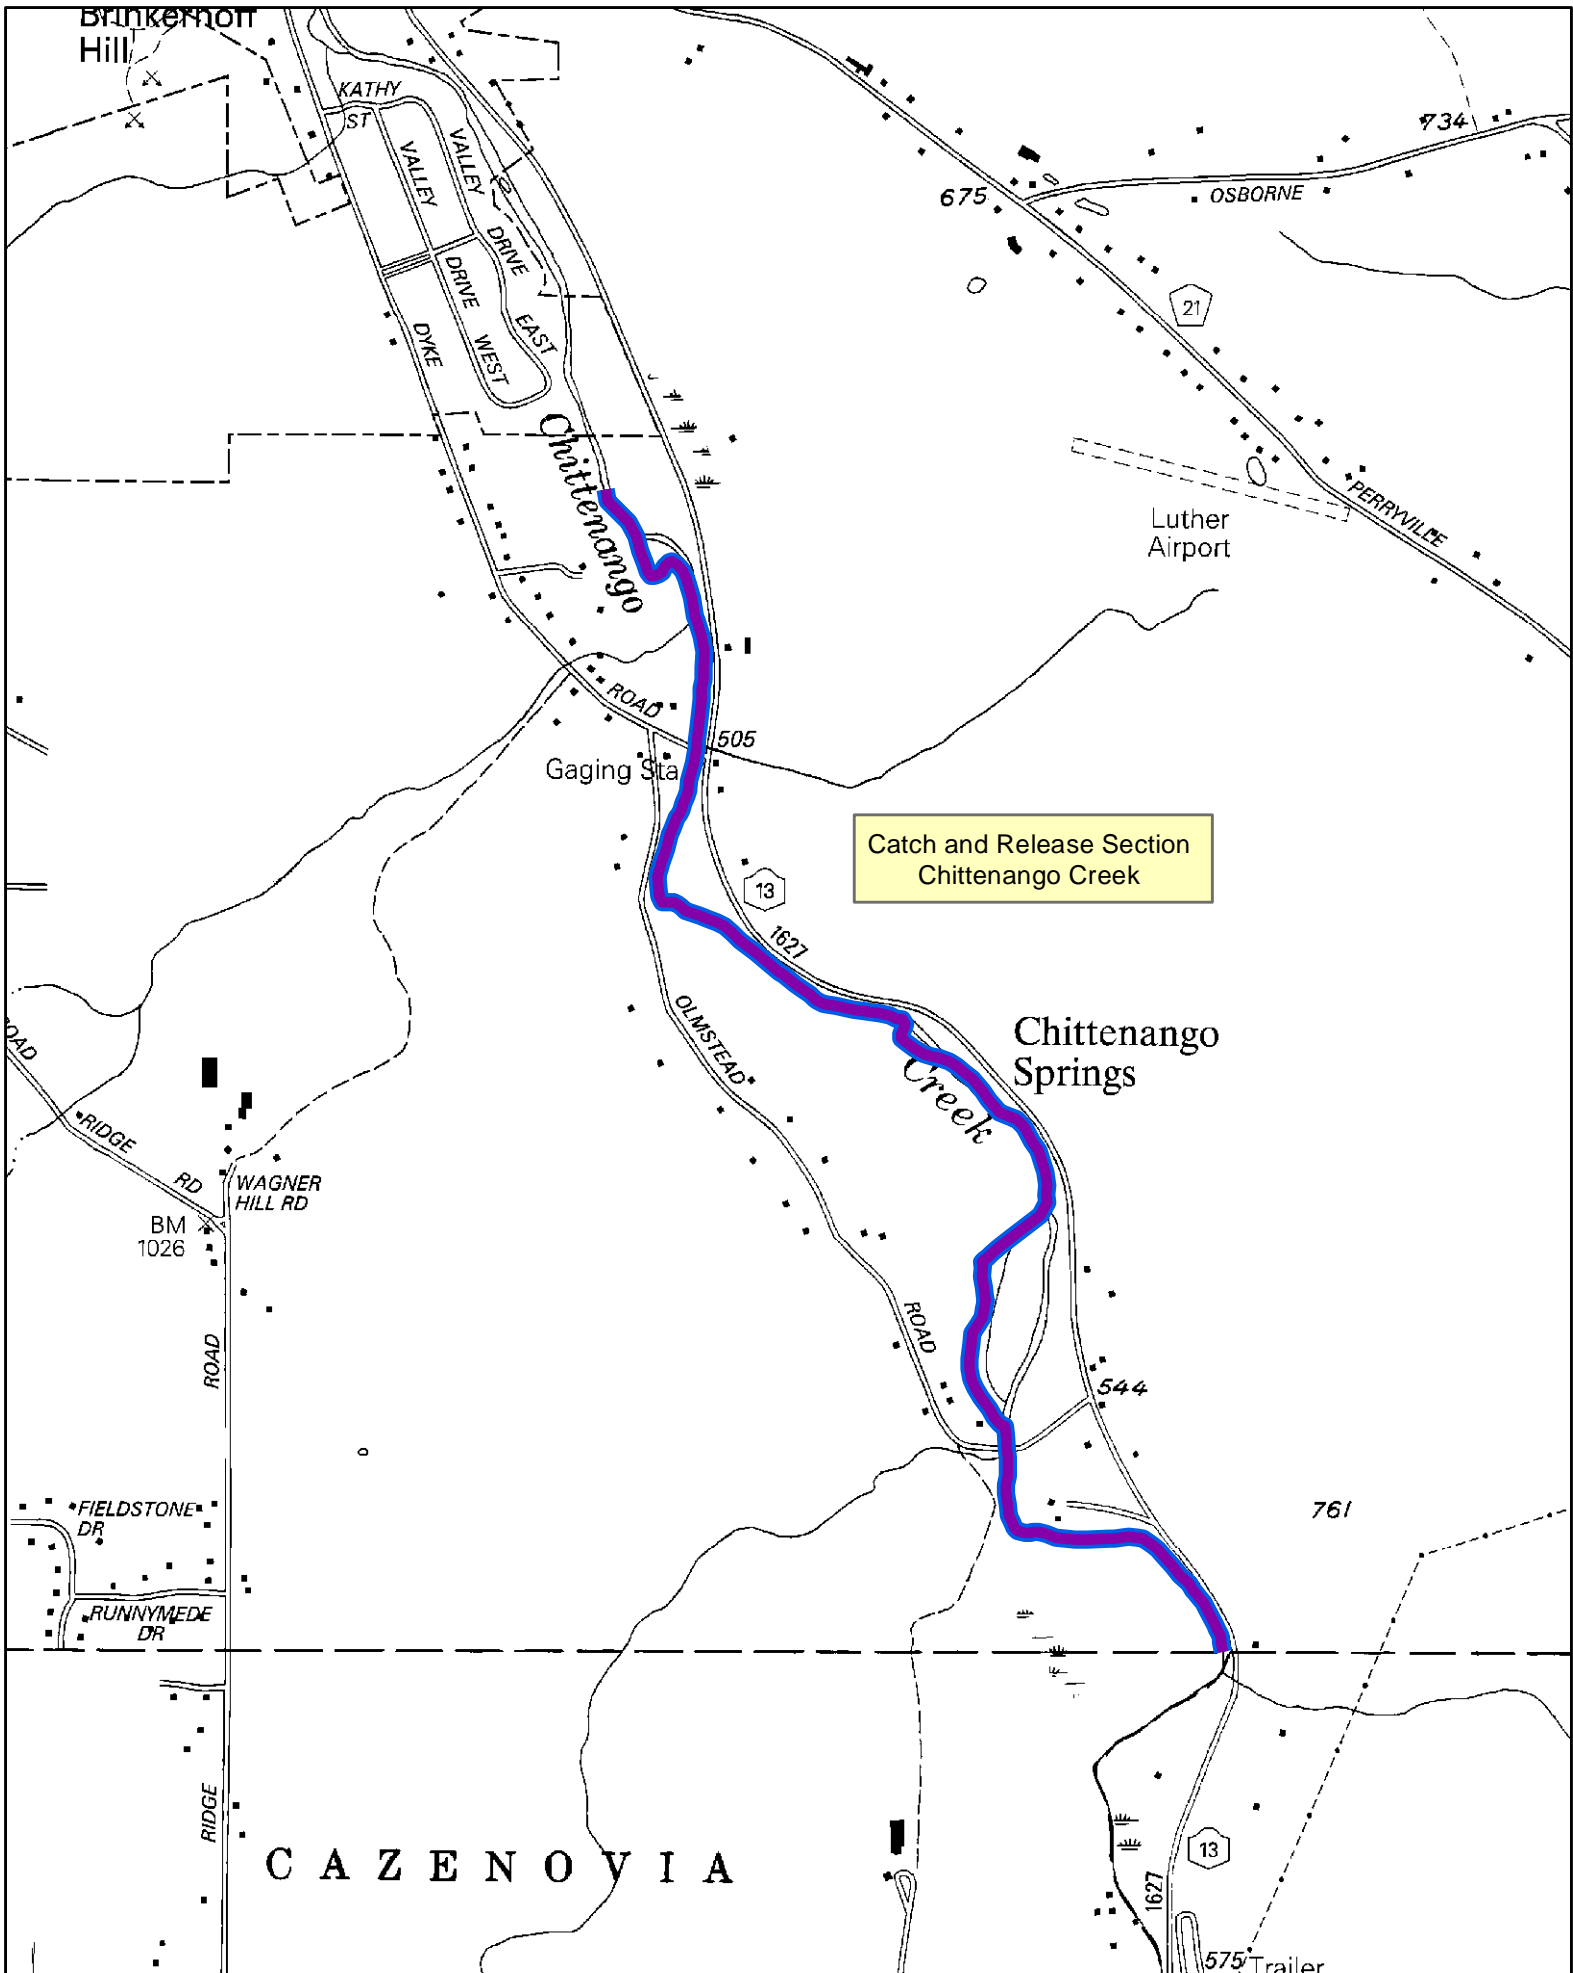 Brinkerhoff
Hill
KATHY
ST
VALLEY
VALLEY
DRIVE
DRIVE
EAST
WEST
DYKE
734
OSBORNE
675
21
PERRYVILLE
Luther
Airport
Chittenango
ROAD
505
Gaging Sta
Catch and Release Section
Chittenango Creek
13
1627
OLMSTEAD
Chittenango
Springs
Creek
ROAD
RIDGE
RD
WAGNER
HILL RD
BM
1026
ROAD
ROAD
544
761
FIELDSTONE
DR
RUNNYMEDE
DR
RIDGE
CAZENOVIA
13
1627
575
Trailer